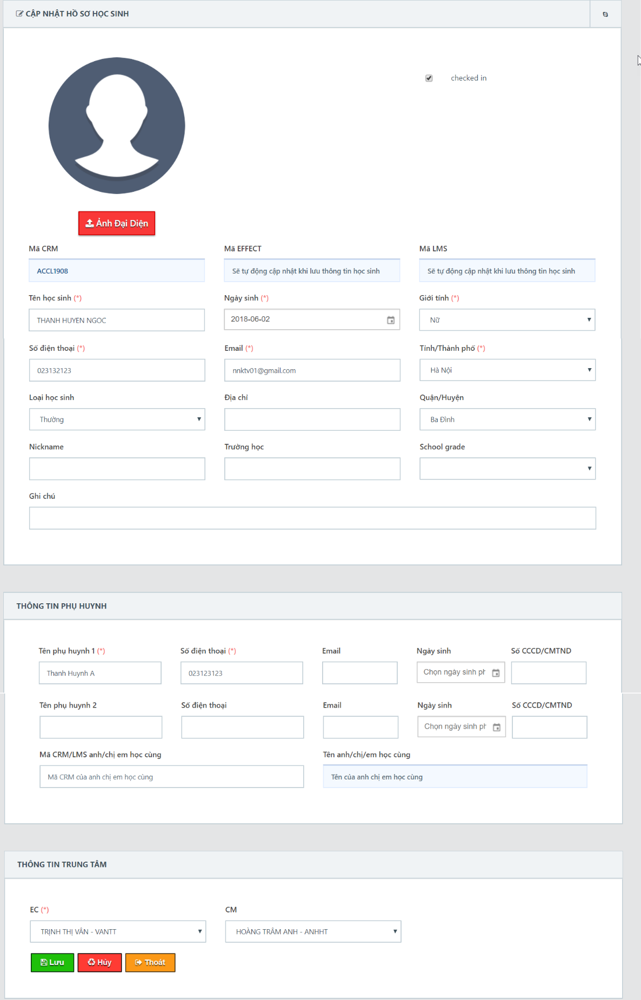 CẬP NHẬT HỒ SƠ HỌC SINH
checked in
Ảnh Đại Diện
Mã CRM Mã EFFECT Mã LMS
ACCL1908 Sẽ tự động cập nhật khi lưu thông tin học sinh Sẽ tự động cập nhật khi lưu thông tin học sinh
Tên học sinh (*) Ngày sinh (*) Giới tính (*)
THANH HUYEN NGOC 2018-06-02 Nữ
Số điện thoại (*) Email (*) Tỉnh/Thành phố (*)
023132123 nnktv01@gmail.com Hà Nội
Loại học sinh Địa chỉ Quận/Huyện
Thường Ba Đình
Nickname Trường học School grade
Ghi chú
THÔNG TIN PHỤ HUYNH
Tên phụ huynh 1 (*) Số điện thoại (*) Email Ngày sinh Số CCCD/CMTND
Thanh Huynh A 023123123 Chọn ngày sinh ph
Tên phụ huynh 2 Số điện thoại Email Ngày sinh Số CCCD/CMTND
Chọn ngày sinh ph
Mã CRM/LMS anh/chị em học cùng Tên anh/chị/em học cùng
Mã CRM của anh chị em học cùng Tên của anh chị em học cùng
THÔNG TIN TRUNG TÂM
EC (*) CM
TRỊNH THỊ VÂN - VANTT HOÀNG TRÂM ANH - ANHHT
Lưu Hủy Thoát